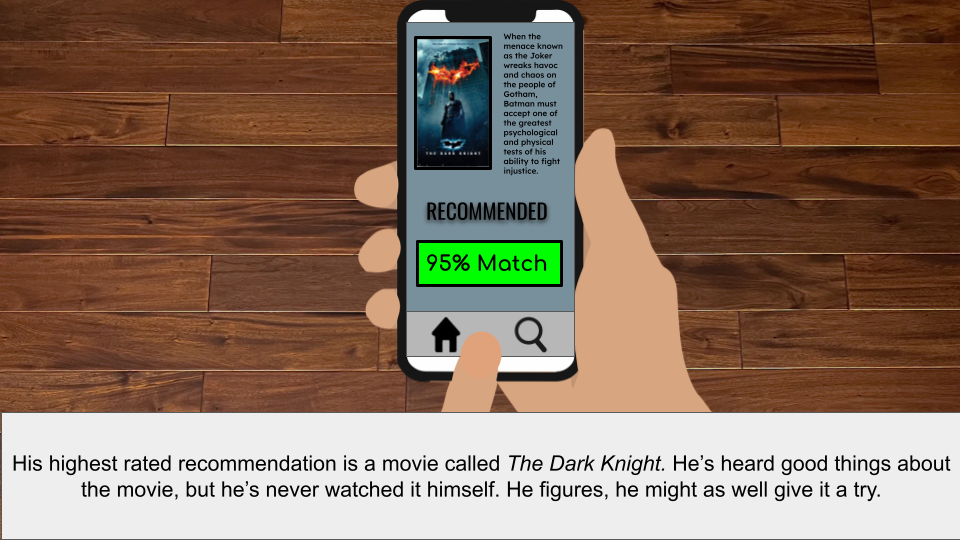 When the
menace known
as the Joker
wreaks havoc
and chaos on
the people of
Gotham,
Batman must
accept one of
the greatest
psychological
and physical
tests of his
ability to fight
injustice.
THE DARK KNIGHT
RECOMMENDED
95% Match
His highest rated recommendation is a movie called The Dark Knight. He’s heard good things about
the movie, but he’s never watched it himself. He figures, he might as well give it a try.